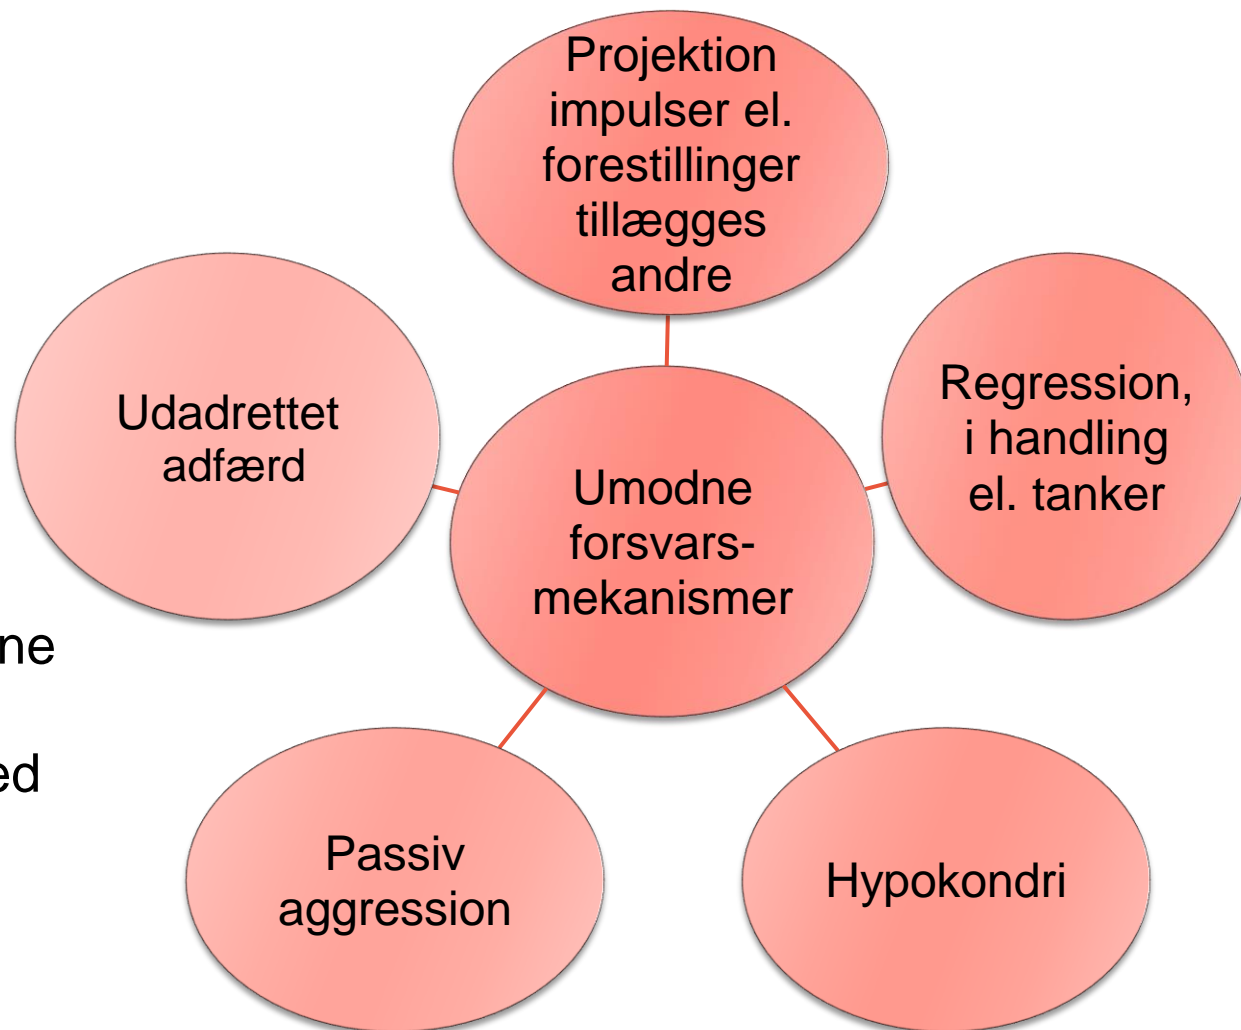 Projektion
impulser el.
forestillinger
tillægges
andre
Udadrettet
adfærd
Regression,
i handling
el. tanker
Umodne
forsvars-
mekanismer
ne
ed
Passiv
aggression
Hypokondri